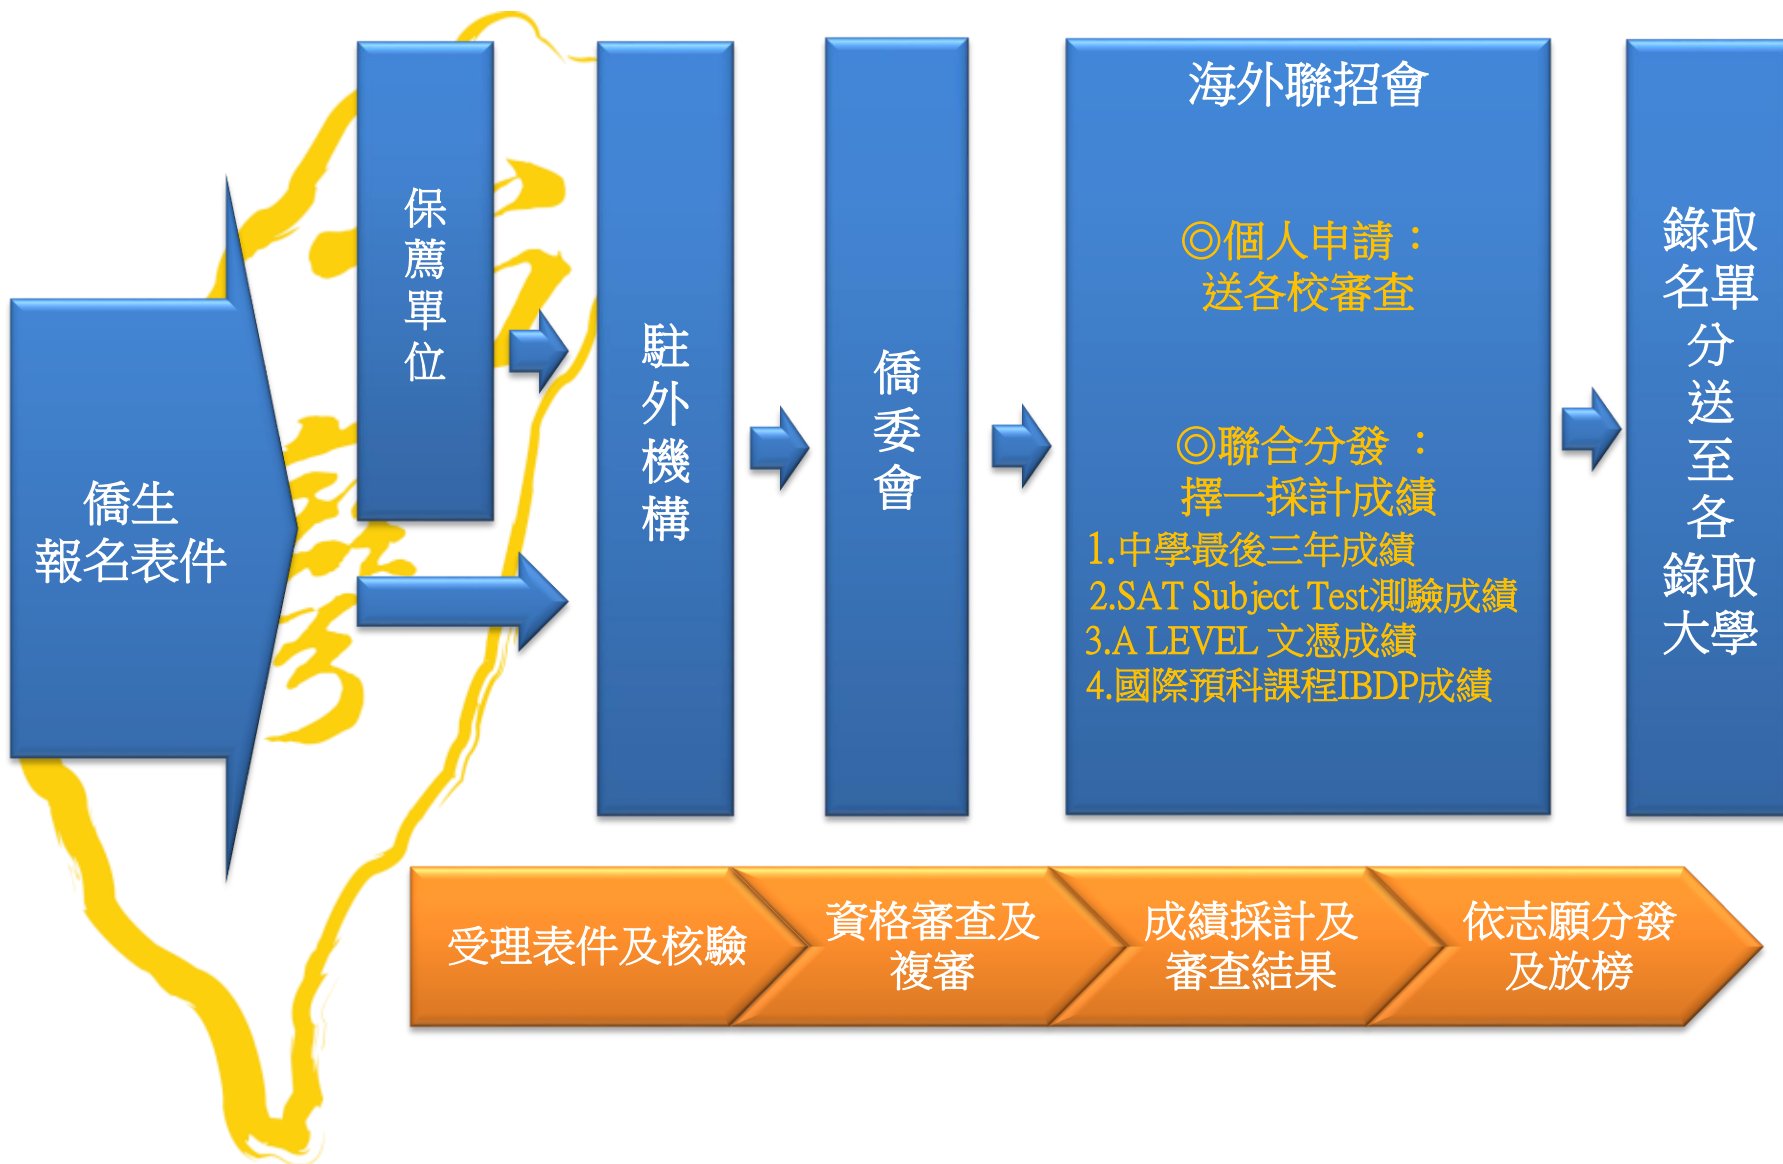 僑生
報名表件
保薦單位
駐外機構
僑委會
海外聯招會
◎個人申請：
送各校審查
◎聯合分發 ：
擇一採計成績
1.中學最後三年成績
2.SAT Subject Test測驗成績
3.A LEVEL 文憑成績
4.國際預科課程IBDP成績
錄取
名單
分
送
至
各
錄取
大學
受理表件及核驗
資格審查及
複審
成績採計及
審查結果
依志願分發
及放榜
台灣